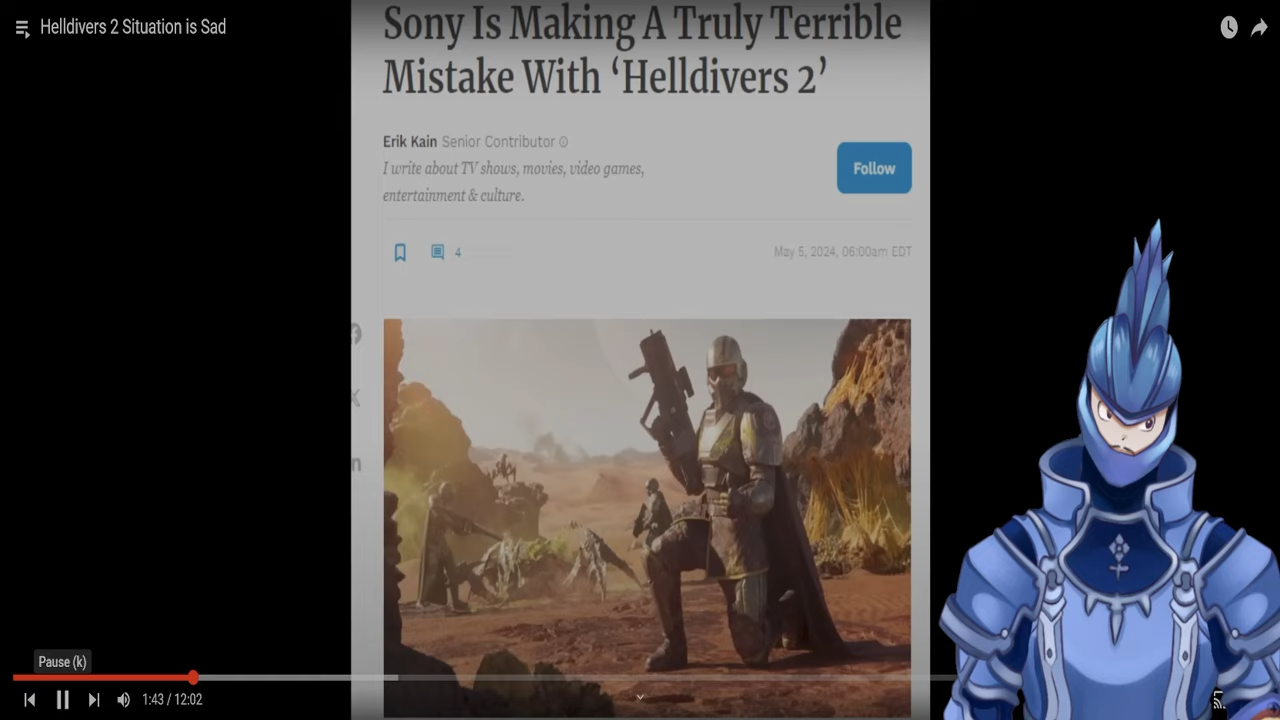 Helldivers 2 Situation is Sad
Sony Is Making A Truly Terrible
Mistake With ‘Helldivers 2’
Erik Kain Senior Contributor
I write about TV shows, movies, video games,
entertainment & culture.
Follow
4
May 5, 2024, 06:00am EDT
Pause (k)
1:43 / 12:02